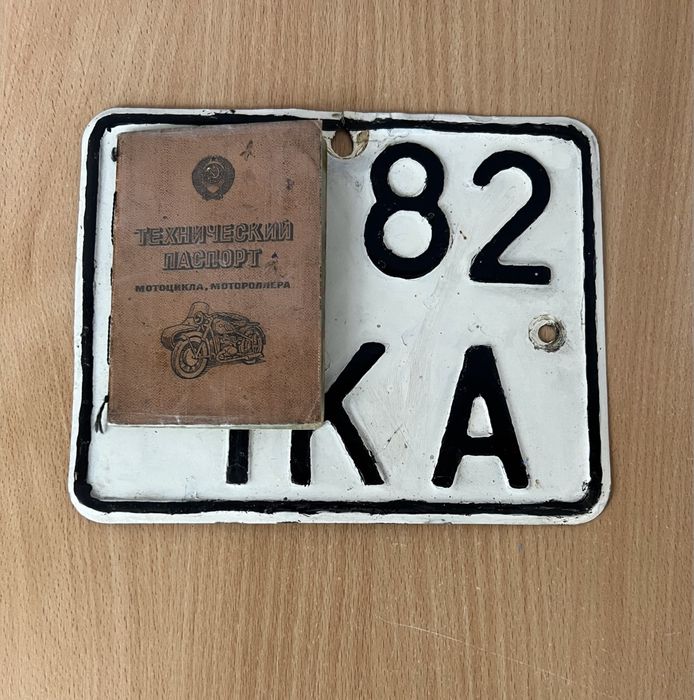 ТЕХНИЧЕСКИЙ
ПАСПОРТ
МОТОЦИКЛА, МОТОРОЛЛЕРА
82
КА